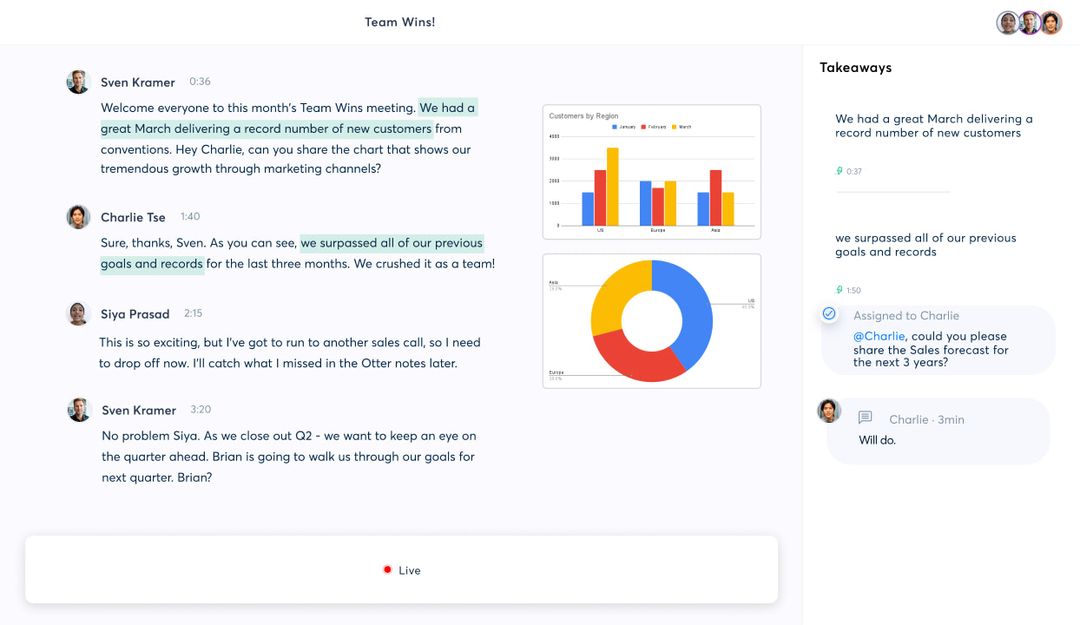 Team Wins!
Sven Kramer 0:36
Welcome everyone to this month's Team Wins meeting. We had a
great March delivering a record number of new customers from
conventions. Hey Charlie, can you share the chart that shows our
tremendous growth through marketing channels?
Charlie Tse 1:40
Sure, thanks, Sven. As you can see, we surpassed all of our previous
goals and records for the last three months. We crushed it as a team!
Siya Prasad 2:15
This is so exciting, but I've got to run to another sales call, so I need
to drop off now. I'll catch what I missed in the Otter notes later.
Sven Kramer 3:20
No problem Siya. As we close out Q2 - we want to keep an eye on
the quarter ahead. Brian is going to walk us through our goals for
next quarter. Brian?
Customers by Region
January February March
4000
3000
2000
1000
0
US Europe Asia
Asia
US
Europe
Live
Takeaways
We had a great March delivering a
record number of new customers
0:37
we surpassed all of our previous
goals and records
1:50
Assigned to Charlie
@Charlie, could you please
share the Sales forecast for
the next 3 years?
Charlie · 3min
Will do.